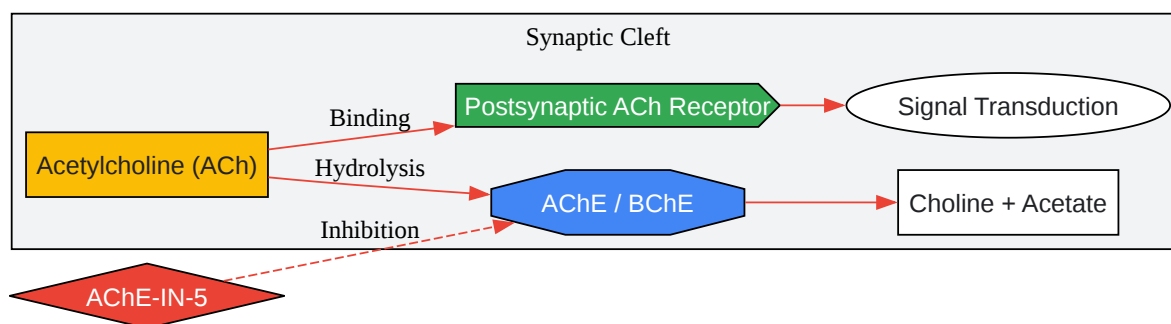 Synaptic Cleft
Postsynaptic ACh Receptor
Signal Transduction
Binding
Acetylcholine (ACh)
Hydrolysis
AChE / BChE
Choline + Acetate
Inhibition
AChE-IN-5